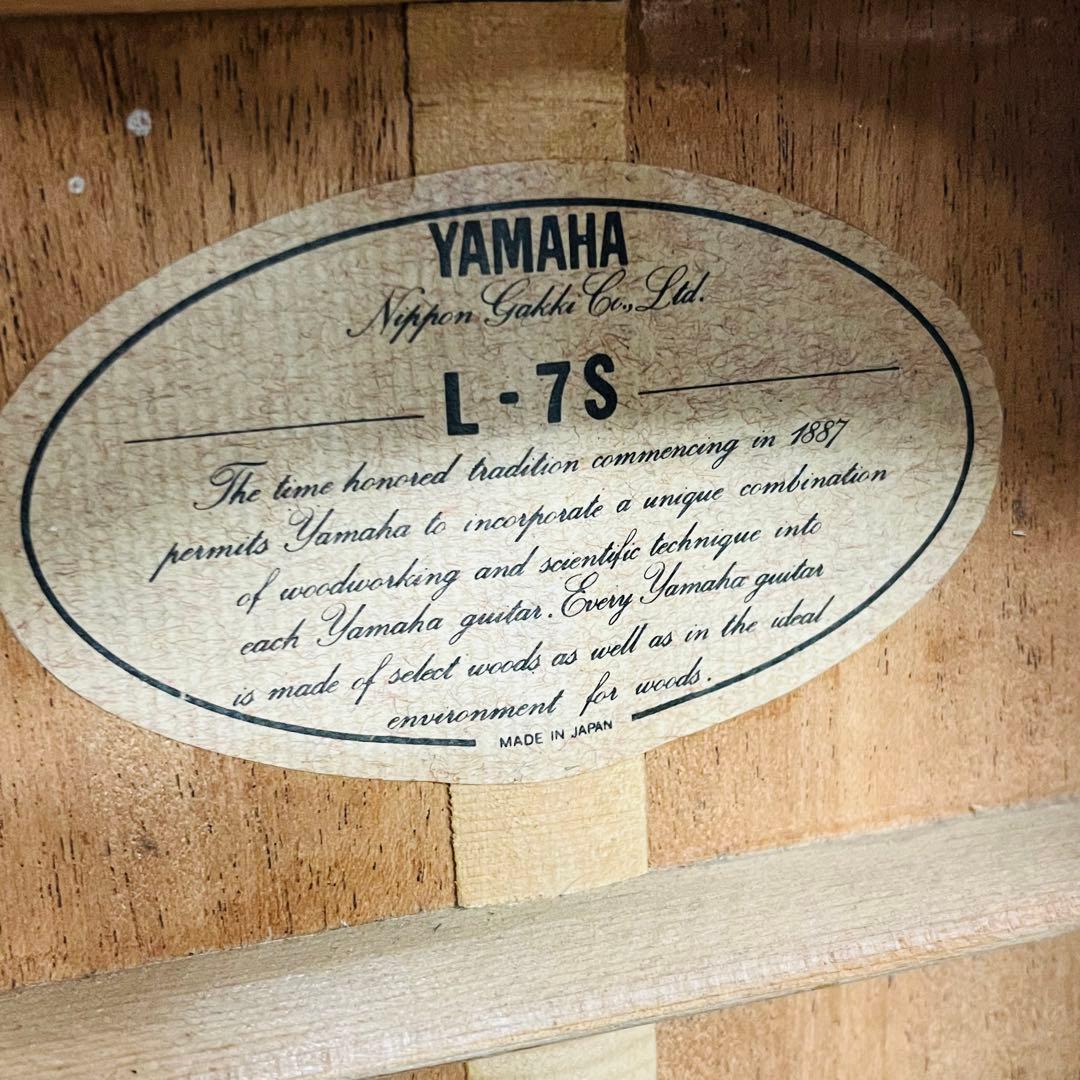 YAMAHA
Nippon Gakki Co., Ltd.
L-7S
The time honored tradition commencing in 1887
permits Yamaha to incorporate a unique combination
of woodworking and scientific technique into
each Yamaha guitar. Every Yamaha guitar
is made of select woods as well as in the ideal
environment for woods.
MADE IN JAPAN